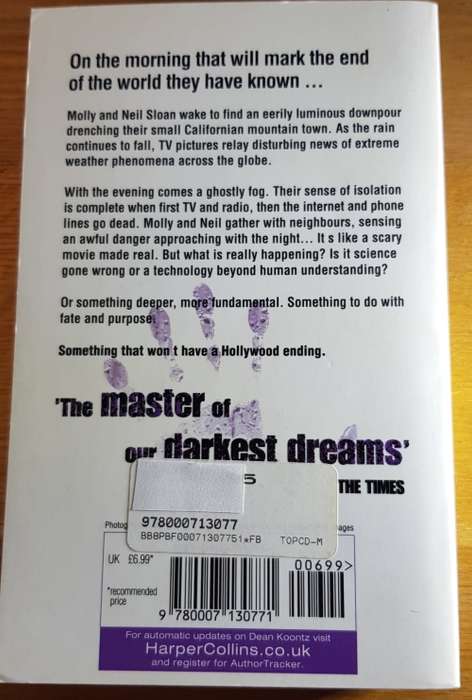 On the morning that will mark the end
of the world they have known ...
Molly and Neil Sloan wake to find an eerily luminous downpour
drenching their small Californian mountain town. As the rain
continues to fall, TV pictures relay disturbing news of extreme
weather phenomena across the globe.
With the evening comes a ghostly fog. Their sense of isolation
is complete when first TV and radio, then the internet and phone
lines go dead. Molly and Neil gather with neighbours, sensing
an awful danger approaching with the night... It s like a scary
movie made real. But what is really happening? Is it science
gone wrong or a technology beyond human understanding?
Or something deeper, more fundamental. Something to do with
fate and purpose.
Something that won t have a Hollywood ending.
'The master of
our darkest dreams'
THE TIMES
5
978000713077
BBBPBF00071307751*FB TOPCD-M
Photog
ages
UK £6.99*
*recommended
price
00699>
9 780007 130771
For automatic updates on Dean Koontz visit
HarperCollins.co.uk
and register for AuthorTracker.